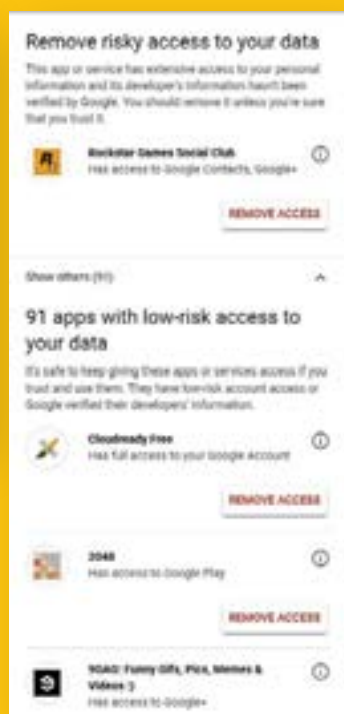 Remove risky access to your data
This app or service has extensive access to your personal
information and its developer's information hasn't been
verified by Google. You should remove it unless you're sure
that you trust it.
Rockstar Games Social Club
Has access to Google Contacts, Google+
REMOVE ACCESS
Show others (91)
91 apps with low-risk access to
your data
It's safe to keep giving these apps or services access if you
trust and use them. They have low-risk account access or
Google verified their developers' information.
Cloudready Free
Has full access to your Google Account
REMOVE ACCESS
2048
Has access to Google Play
REMOVE ACCESS
9GAG: Funny Gifs, Pics, Memes &
Videos :)
Has access to Google+